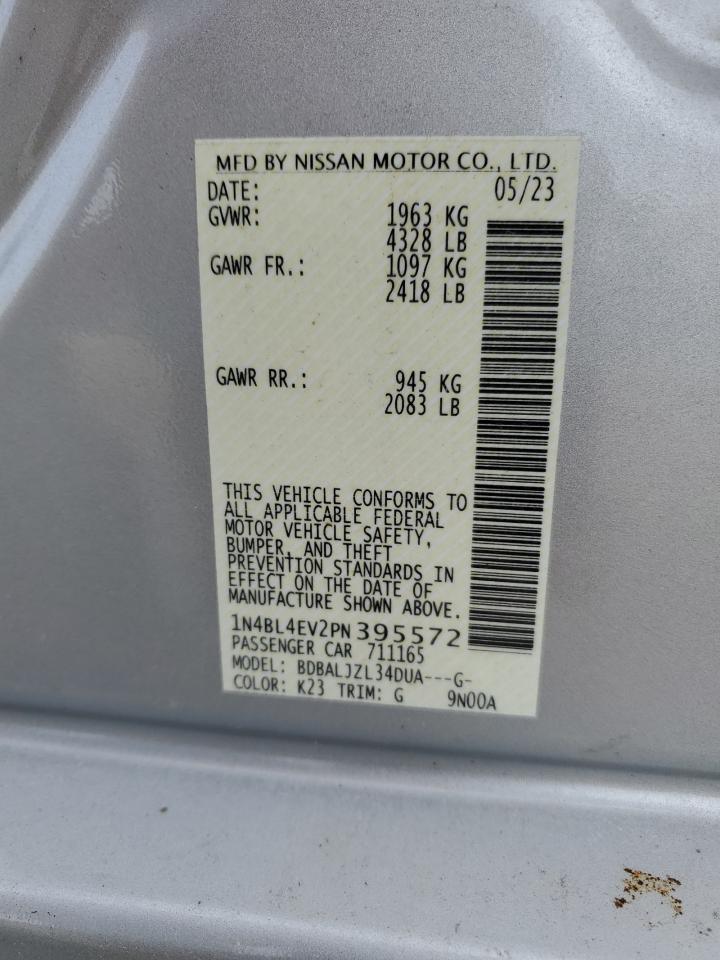 MFD BY NISSAN MOTOR CO., LTD.
DATE: 05/23
GVWR: 1963 KG
4328 LB
GAWR FR.: 1097 KG
2418 LB
GAWR RR.: 945 KG
2083 LB
THIS VEHICLE CONFORMS TO
ALL APPLICABLE FEDERAL
MOTOR VEHICLE SAFETY,
BUMPER, AND THEFT
PREVENTION STANDARDS IN
EFFECT ON THE DATE OF
MANUFACTURE SHOWN ABOVE.
1N4BL4EV2PN395572
PASSENGER CAR 711165
MODEL: BDBALJZL34DUA---G-
COLOR: K23 TRIM: G 9N00A